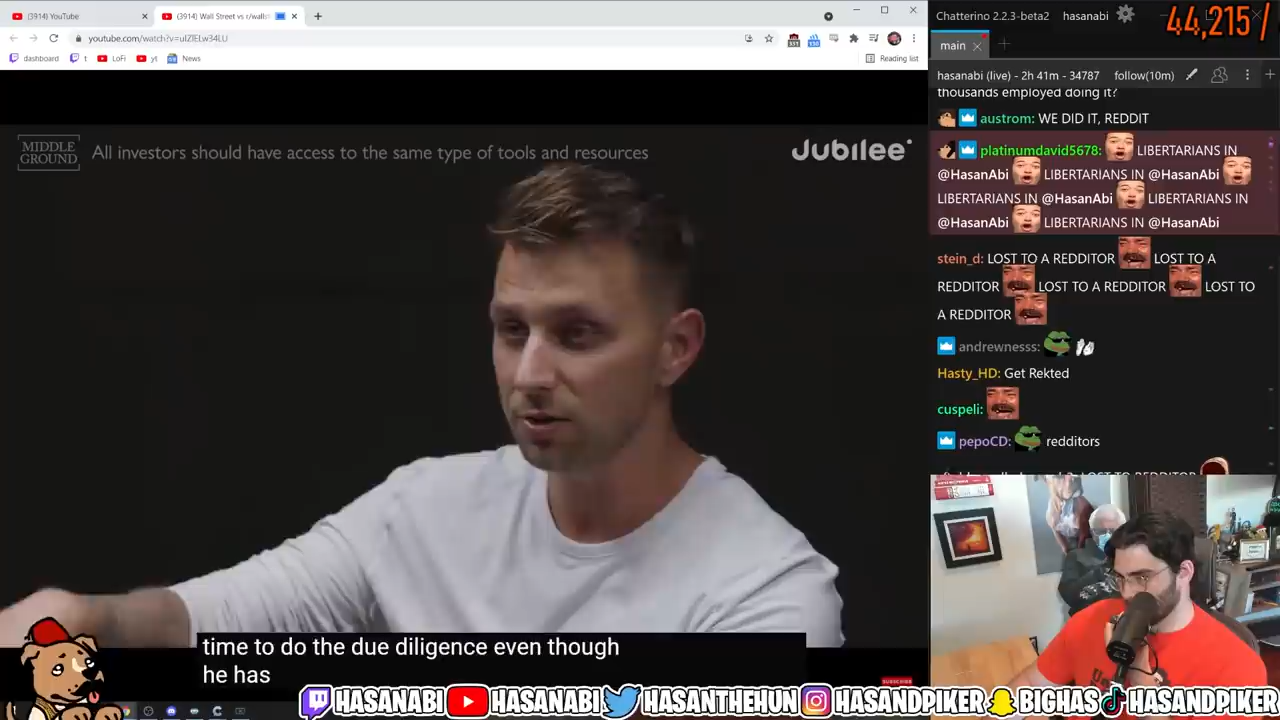 (3914) YouTube
(3914) Wall Street vs r/walls
youtube.com/watch?v=uIZIELw34LU
dashboard
t
LoFi
yt
News
Reading list
MIDDLE GROUND
All investors should have access to the same type of tools and resources
Jubilee
time to do the due diligence even though
he has
SUBSCRIBE
Chatterino 2.2.3-beta2
hasanabi
44,215 /
main
hasanabi (live) - 2h 41m - 34787
follow(10m)
thousands employed doing it?
austrom: WE DID IT, REDDIT
platinumdavid5678: LIBERTARIANS IN
@HasanAbi LIBERTARIANS IN @HasanAbi
LIBERTARIANS IN @HasanAbi LIBERTARIANS IN
@HasanAbi LIBERTARIANS IN @HasanAbi
stein_d: LOST TO A REDDITOR LOST TO A
REDDITOR LOST TO A REDDITOR LOST TO
A REDDITOR
andrewnesss:
Hasty_HD: Get Rekted
cuspeli:
pepoCD: redditors
HASANABI HASANABI HASANTHEHUN HASANDPIKER BIGHAS HASANDPIKER